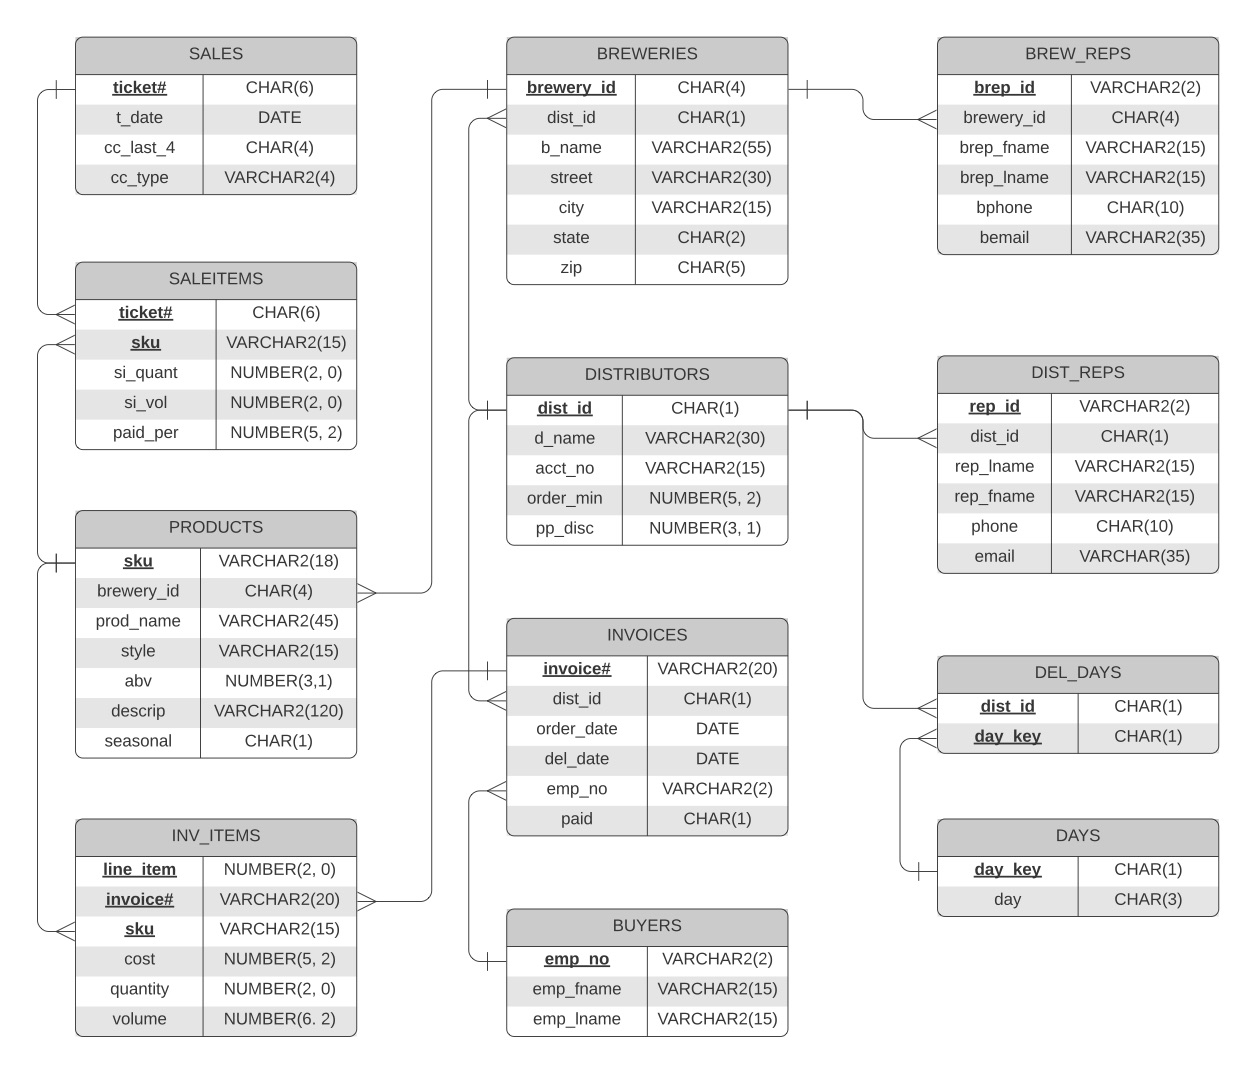 SALES
ticket# CHAR(6)
t_date DATE
cc_last_4 CHAR(4)
cc_type VARCHAR2(4)
SALEITEMS
ticket# CHAR(6)
sku VARCHAR2(15)
si_quant NUMBER(2, 0)
si_vol NUMBER(2, 0)
paid_per NUMBER(5, 2)
PRODUCTS
sku VARCHAR2(18)
brewery_id CHAR(4)
prod_name VARCHAR2(45)
style VARCHAR2(15)
abv NUMBER(3,1)
descrip VARCHAR2(120)
seasonal CHAR(1)
INV_ITEMS
line_item NUMBER(2, 0)
invoice# VARCHAR2(20)
sku VARCHAR2(15)
cost NUMBER(5, 2)
quantity NUMBER(2, 0)
volume NUMBER(6. 2)
BREWERIES
brewery_id CHAR(4)
dist_id CHAR(1)
b_name VARCHAR2(55)
street VARCHAR2(30)
city VARCHAR2(15)
state CHAR(2)
zip CHAR(5)
DISTRIBUTORS
dist_id CHAR(1)
d_name VARCHAR2(30)
acct_no VARCHAR2(15)
order_min NUMBER(5, 2)
pp_disc NUMBER(3, 1)
INVOICES
invoice# VARCHAR2(20)
dist_id CHAR(1)
order_date DATE
del_date DATE
emp_no VARCHAR2(2)
paid CHAR(1)
BUYERS
emp_no VARCHAR2(2)
emp_fname VARCHAR2(15)
emp_lname VARCHAR2(15)
BREW_REPS
brep_id VARCHAR2(2)
brewery_id CHAR(4)
brep_fname VARCHAR2(15)
brep_lname VARCHAR2(15)
bphone CHAR(10)
bemail VARCHAR2(35)
DIST_REPS
rep_id VARCHAR2(2)
dist_id CHAR(1)
rep_lname VARCHAR2(15)
rep_fname VARCHAR2(15)
phone CHAR(10)
email VARCHAR(35)
DEL_DAYS
dist_id CHAR(1)
day_key CHAR(1)
DAYS
day_key CHAR(1)
day CHAR(3)